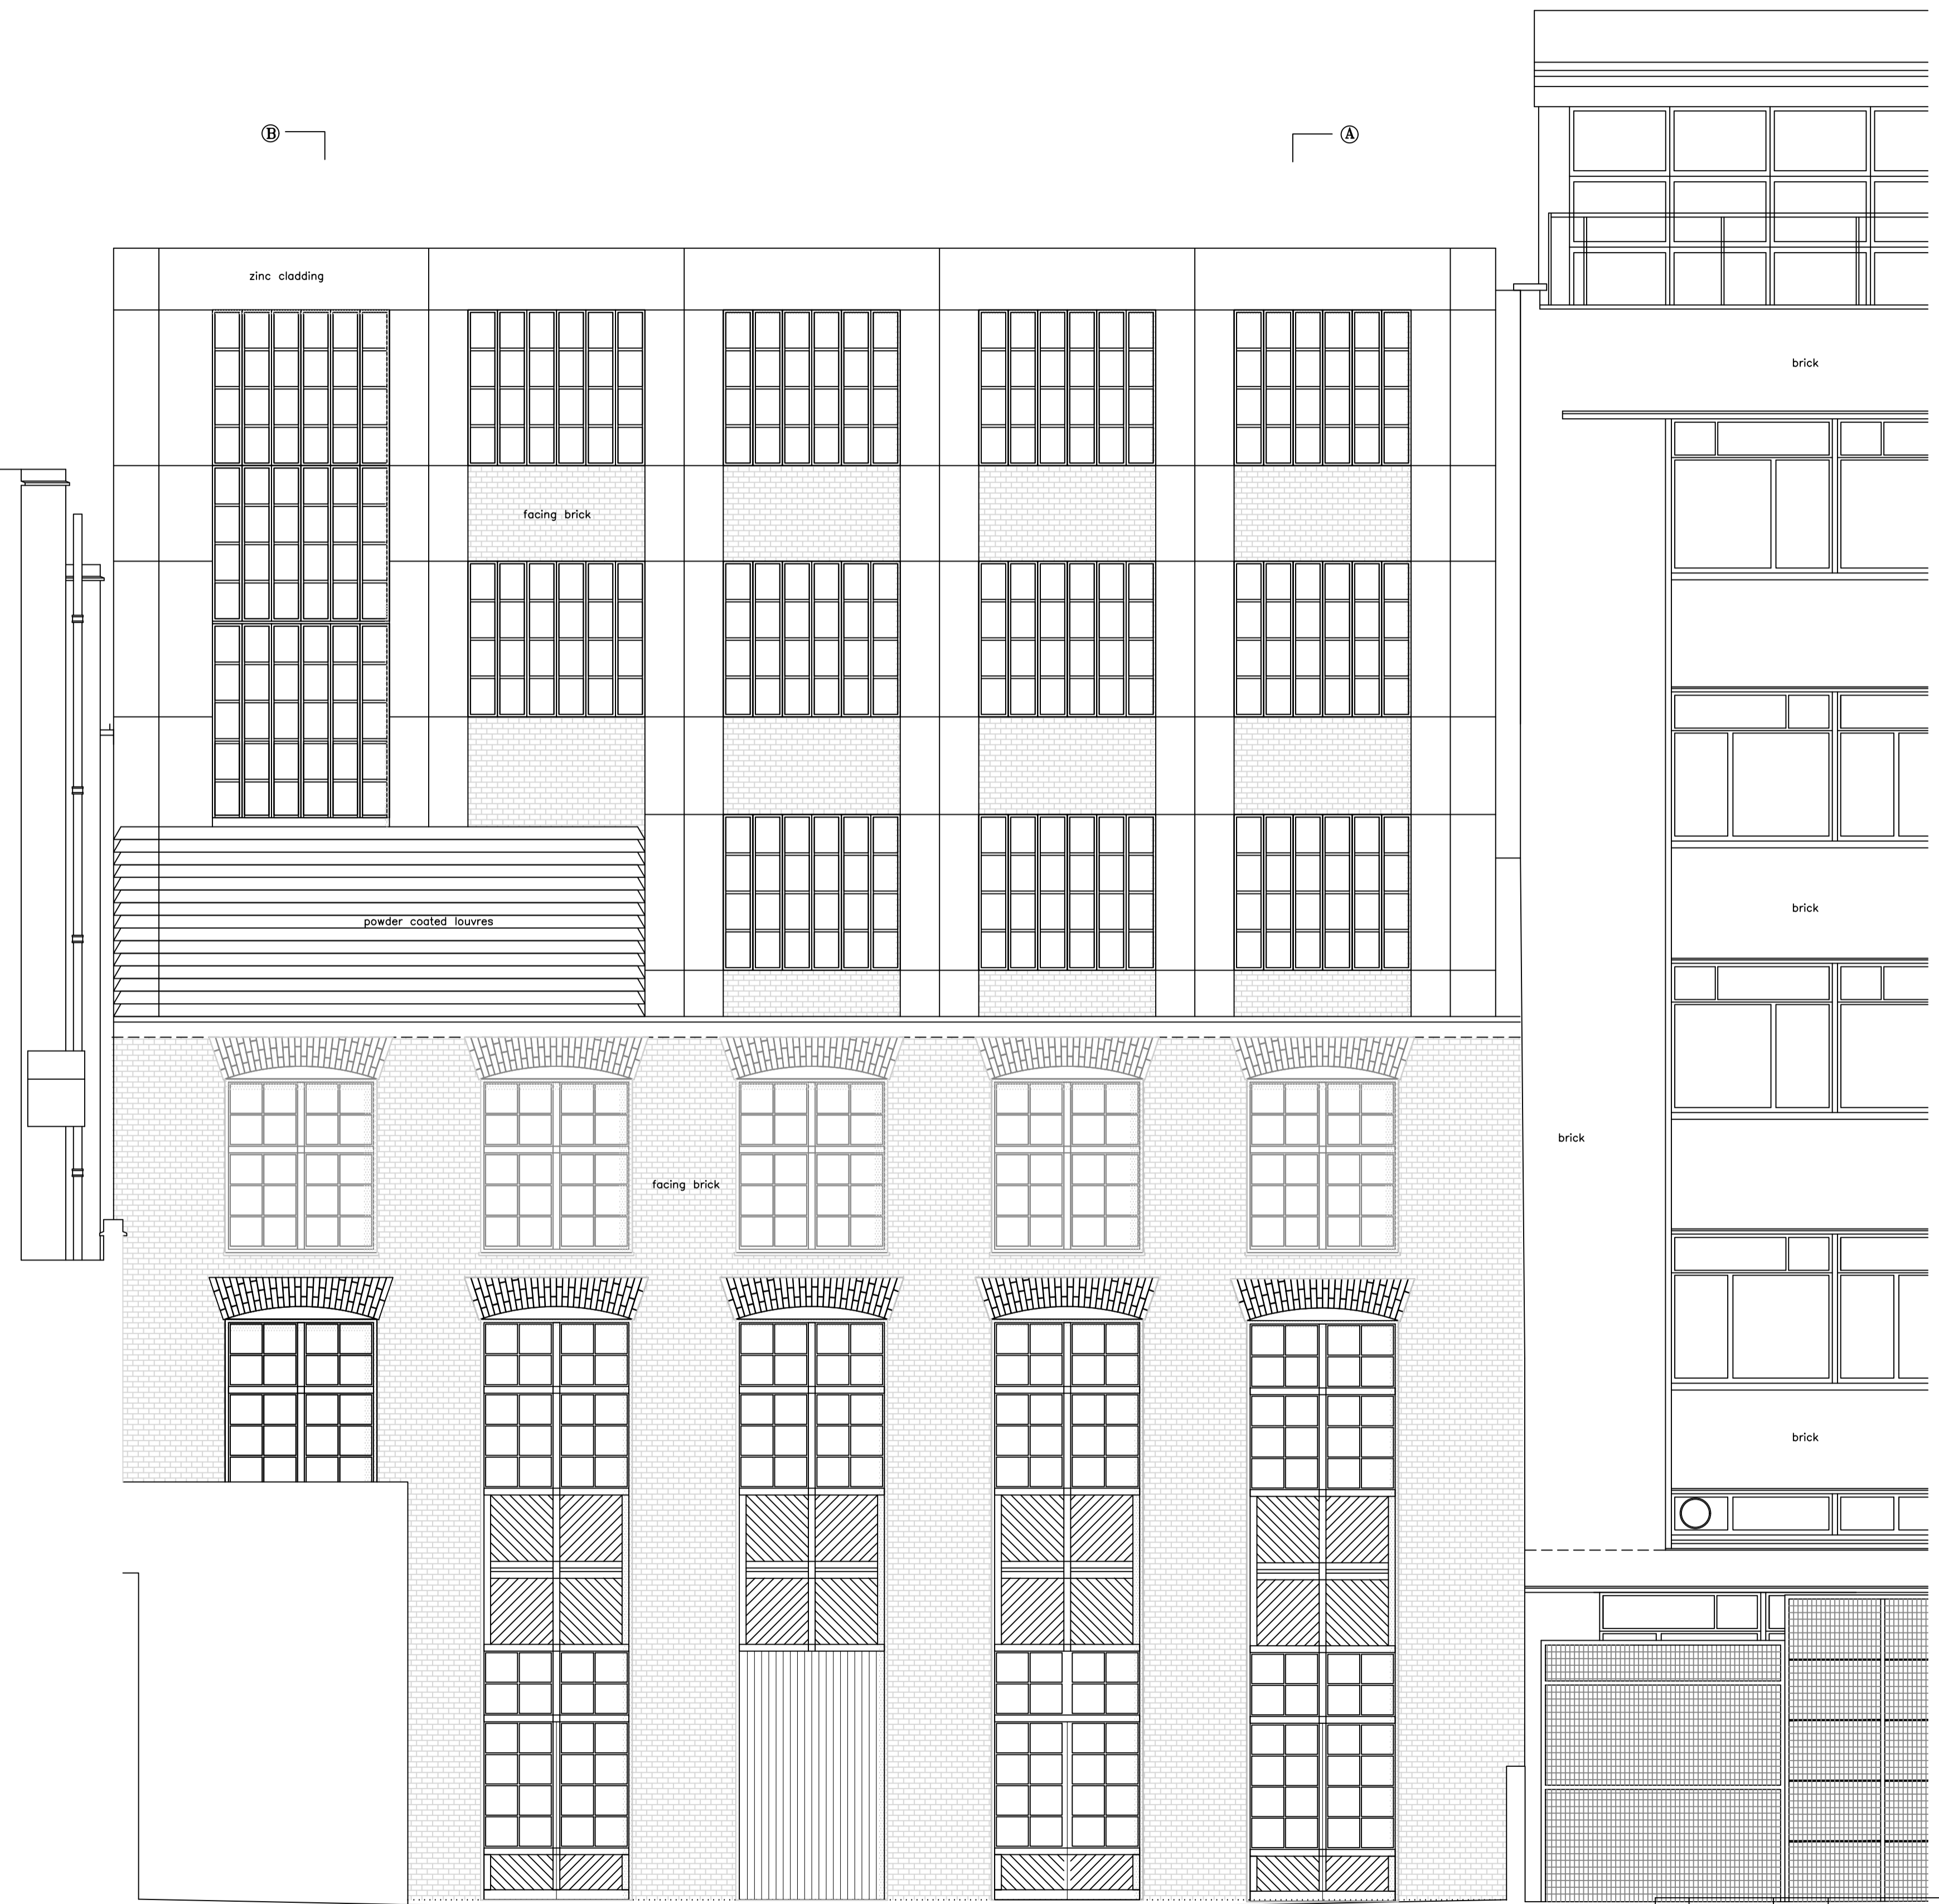 B
A
zinc cladding
brick
facing brick
brick
powder coated louvres
brick
facing brick
brick